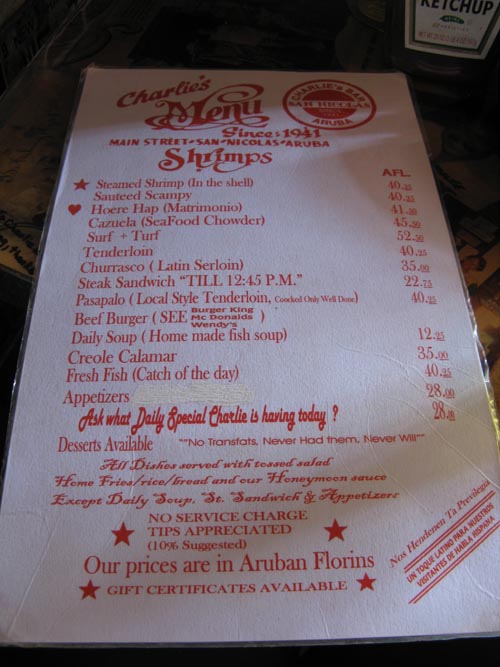 KETCHUP
Charlie's
Menu
Since: 1941
CHARLIE'S BAR
SAN NICOLAS
ARUBA
MAIN STREET • SAN • NICOLAS • ARUBA
Shrimps
AFL.
★ Steamed Shrimp (In the shell) 40.25
Sauteed Scampy 40.25
♥ Hoere Hap (Matrimonio) 41.50
Cazuela (SeaFood Chowder) 45.50
Surf + Turf 52.50
Tenderloin 40.25
Churrasco ( Latin Serloin) 35.00
Steak Sandwich "TILL 12:45 P.M." 22.75
Pasapalo ( Local Style Tenderloin, Coocked Only Well Done) 40.25
Beef Burger ( SEE Burger King Mc Donalds Wendy's )
Daily Soup ( Home made fish soup) 12.25
Creole Calamar 35.00
Fresh Fish (Catch of the day) 40.25
Appetizers 28.00
Ask what Daily Special Charlie is having today ? 28.00
Desserts Available ""No Transfats, Never Had them, Never Will""
All Dishes served with tossed salad
Home Fries/rice/bread and our Honeymoon sauce
Except Daily Soup, St. Sandwich & Appetizers
NO SERVICE CHARGE
★ TIPS APPRECIATED ★
(10% Suggested)
Our prices are in Aruban Florins
★ GIFT CERTIFICATES AVAILABLE ★
Nos Hendenen Ta Previlegia
UN TOQUE LATINO PARA NUESTROS
VISITANTES DE HABLA HISPANA